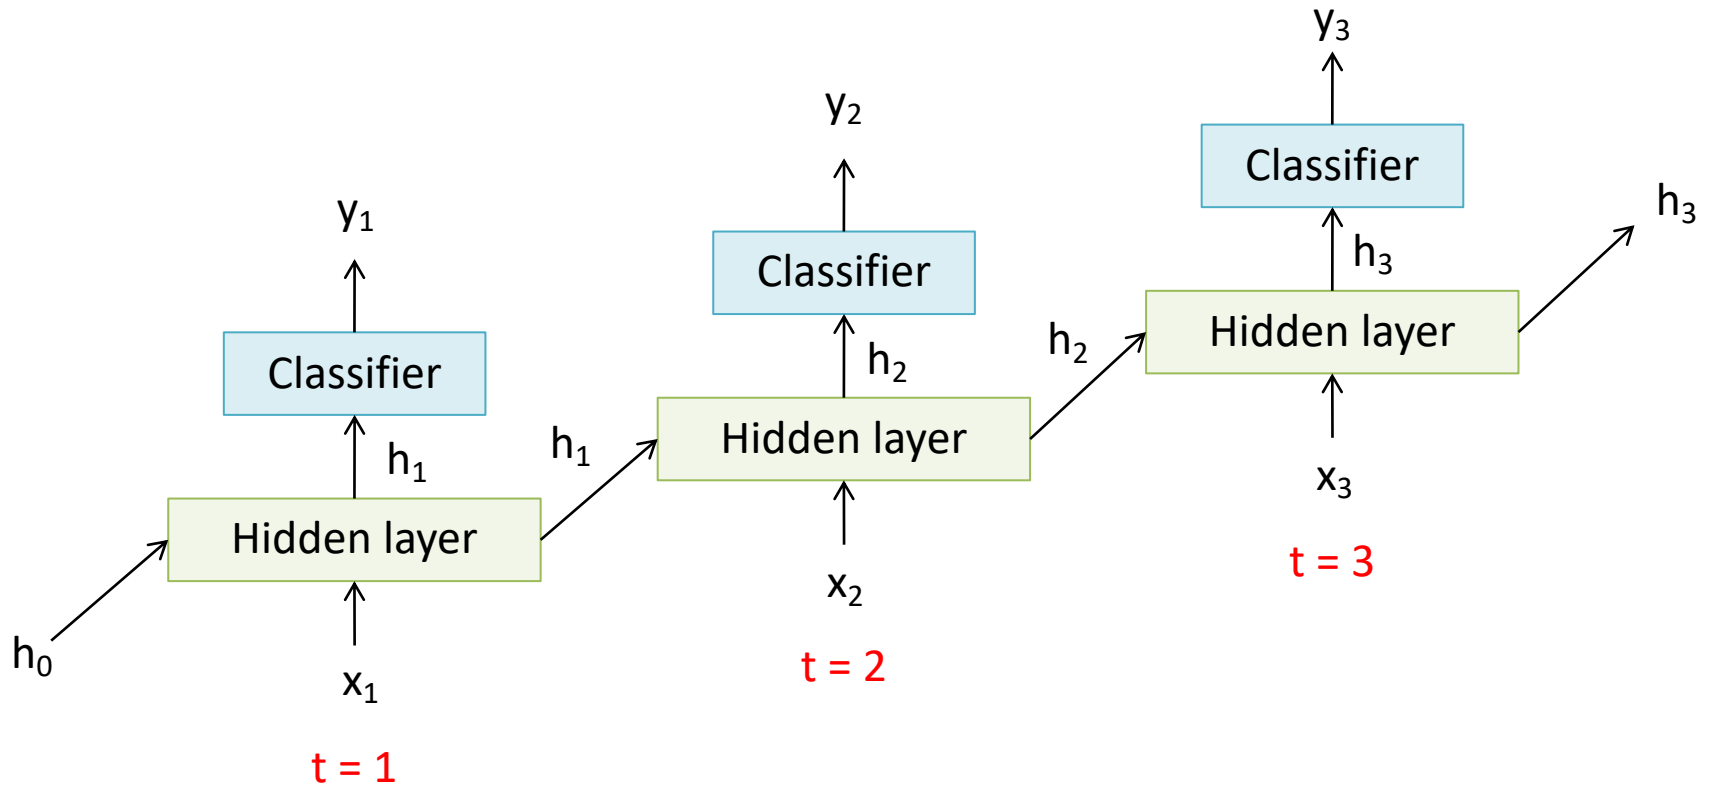 y₃
Classifier
h₃
h₃
Hidden layer
x₃
t = 3
y₂
Classifier
h₂
h₂
Hidden layer
x₂
t = 2
y₁
Classifier
h₁
h₁
Hidden layer
h₀
x₁
t = 1